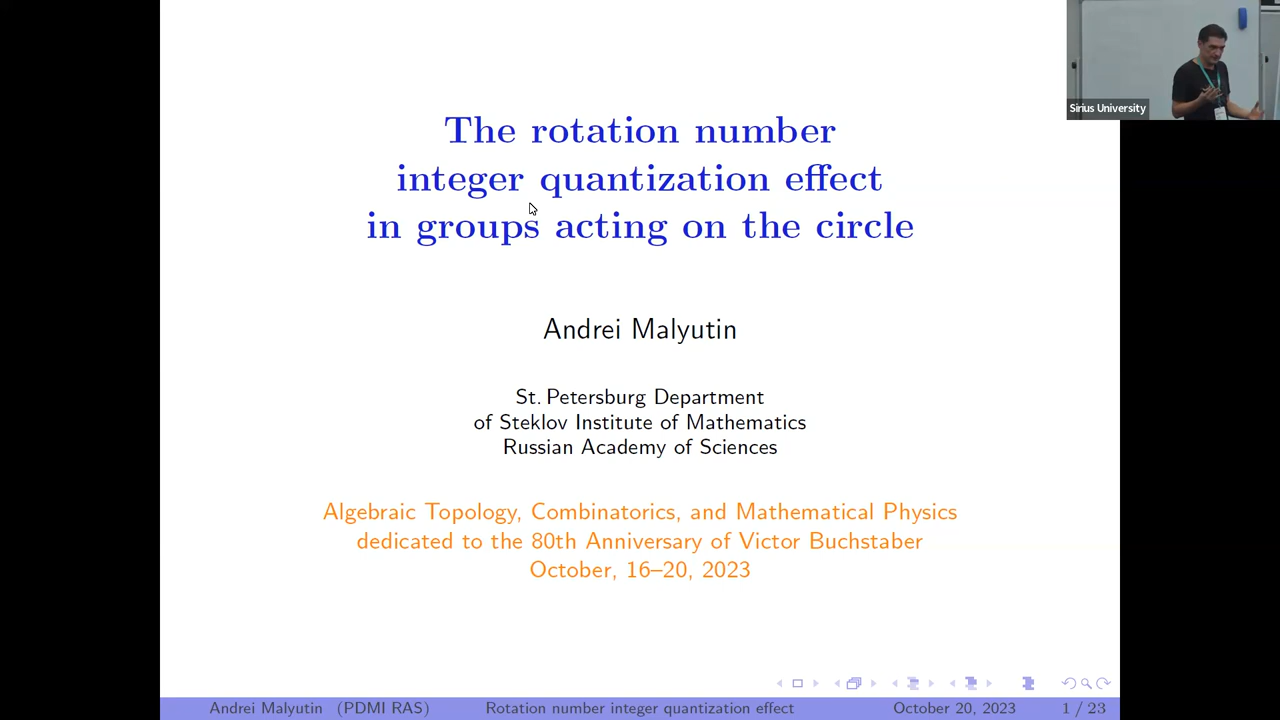 The rotation number
integer quantization effect
in groups acting on the circle
Andrei Malyutin
St. Petersburg Department
of Steklov Institute of Mathematics
Russian Academy of Sciences
Algebraic Topology, Combinatorics, and Mathematical Physics
dedicated to the 80th Anniversary of Victor Buchstaber
October, 16–20, 2023
Andrei Malyutin (PDMI RAS) Rotation number integer quantization effect October 20, 2023 1 / 23
Sirius University